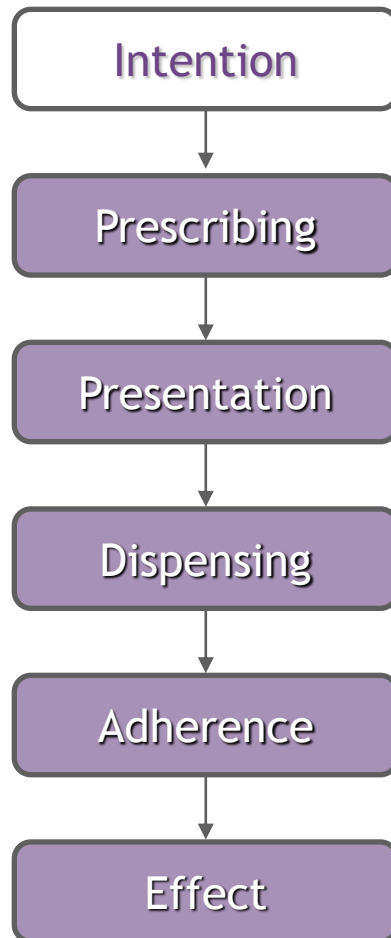 Intention
Prescribing
Presentation
Dispensing
Adherence
Effect